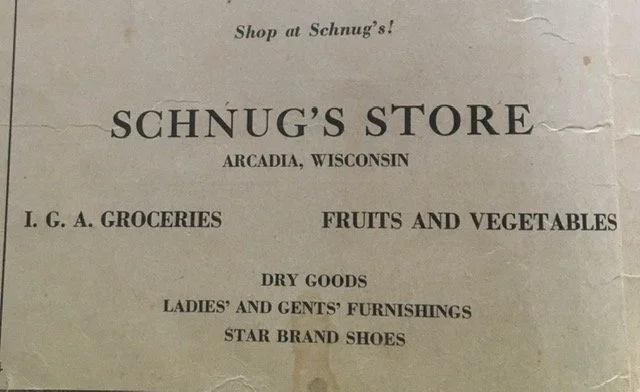 Shop at Schnug's!
SCHNUG'S STORE
ARCADIA, WISCONSIN
I. G. A. GROCERIES FRUITS AND VEGETABLES
DRY GOODS
LADIES' AND GENTS' FURNISHINGS
STAR BRAND SHOES